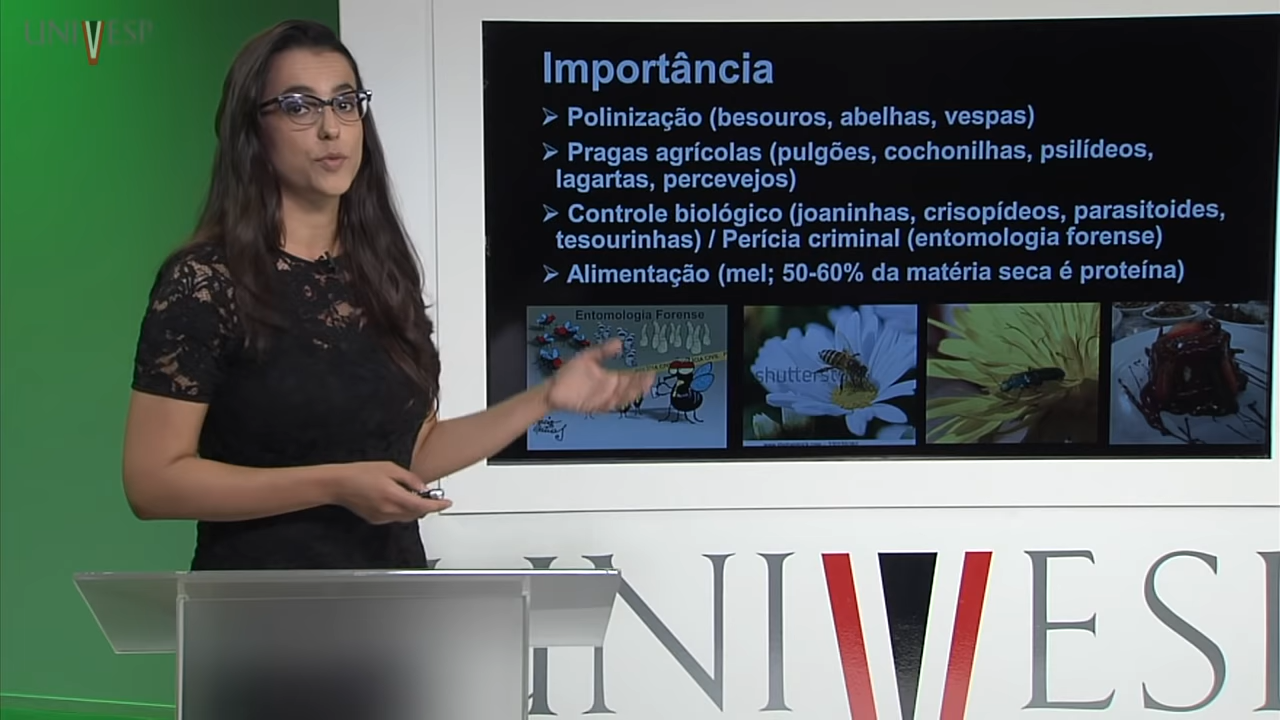 UNIVESP
Importância
➢ Polinização (besouros, abelhas, vespas)
➢ Pragas agrícolas (pulgões, cochonilhas, psilídeos,
lagartas, percevejos)
➢ Controle biológico (joaninhas, crisopídeos, parasitoides,
tesourinhas) / Perícia criminal (entomologia forense)
➢ Alimentação (mel; 50-60% da matéria seca é proteína)
Entomologia Forense
shutterst
UNIVESP